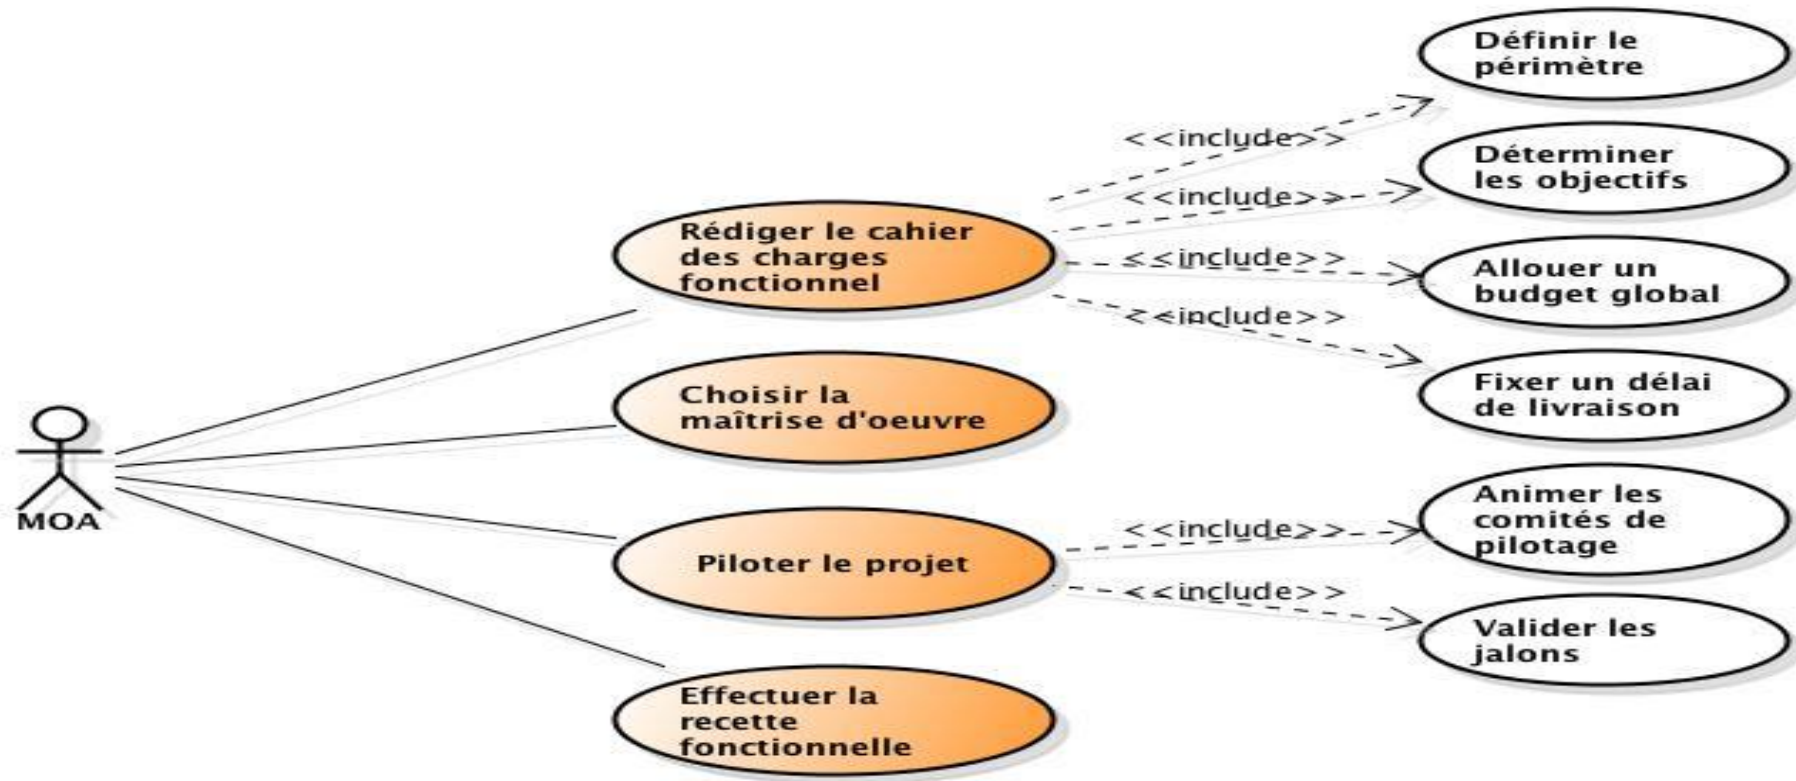 Définir le
périmètre
<<include>>
Déterminer
les objectifs
<<include>>
Rédiger le cahier
des charges
fonctionnel
<<include>>
Allouer un
budget global
<<include>>
Fixer un délai
de livraison
Choisir la
maîtrise d'oeuvre
MOA
Animer les
comités de
pilotage
<<include>>
Piloter le projet
<<include>>
Valider les
jalons
Effectuer la
recette
fonctionnelle